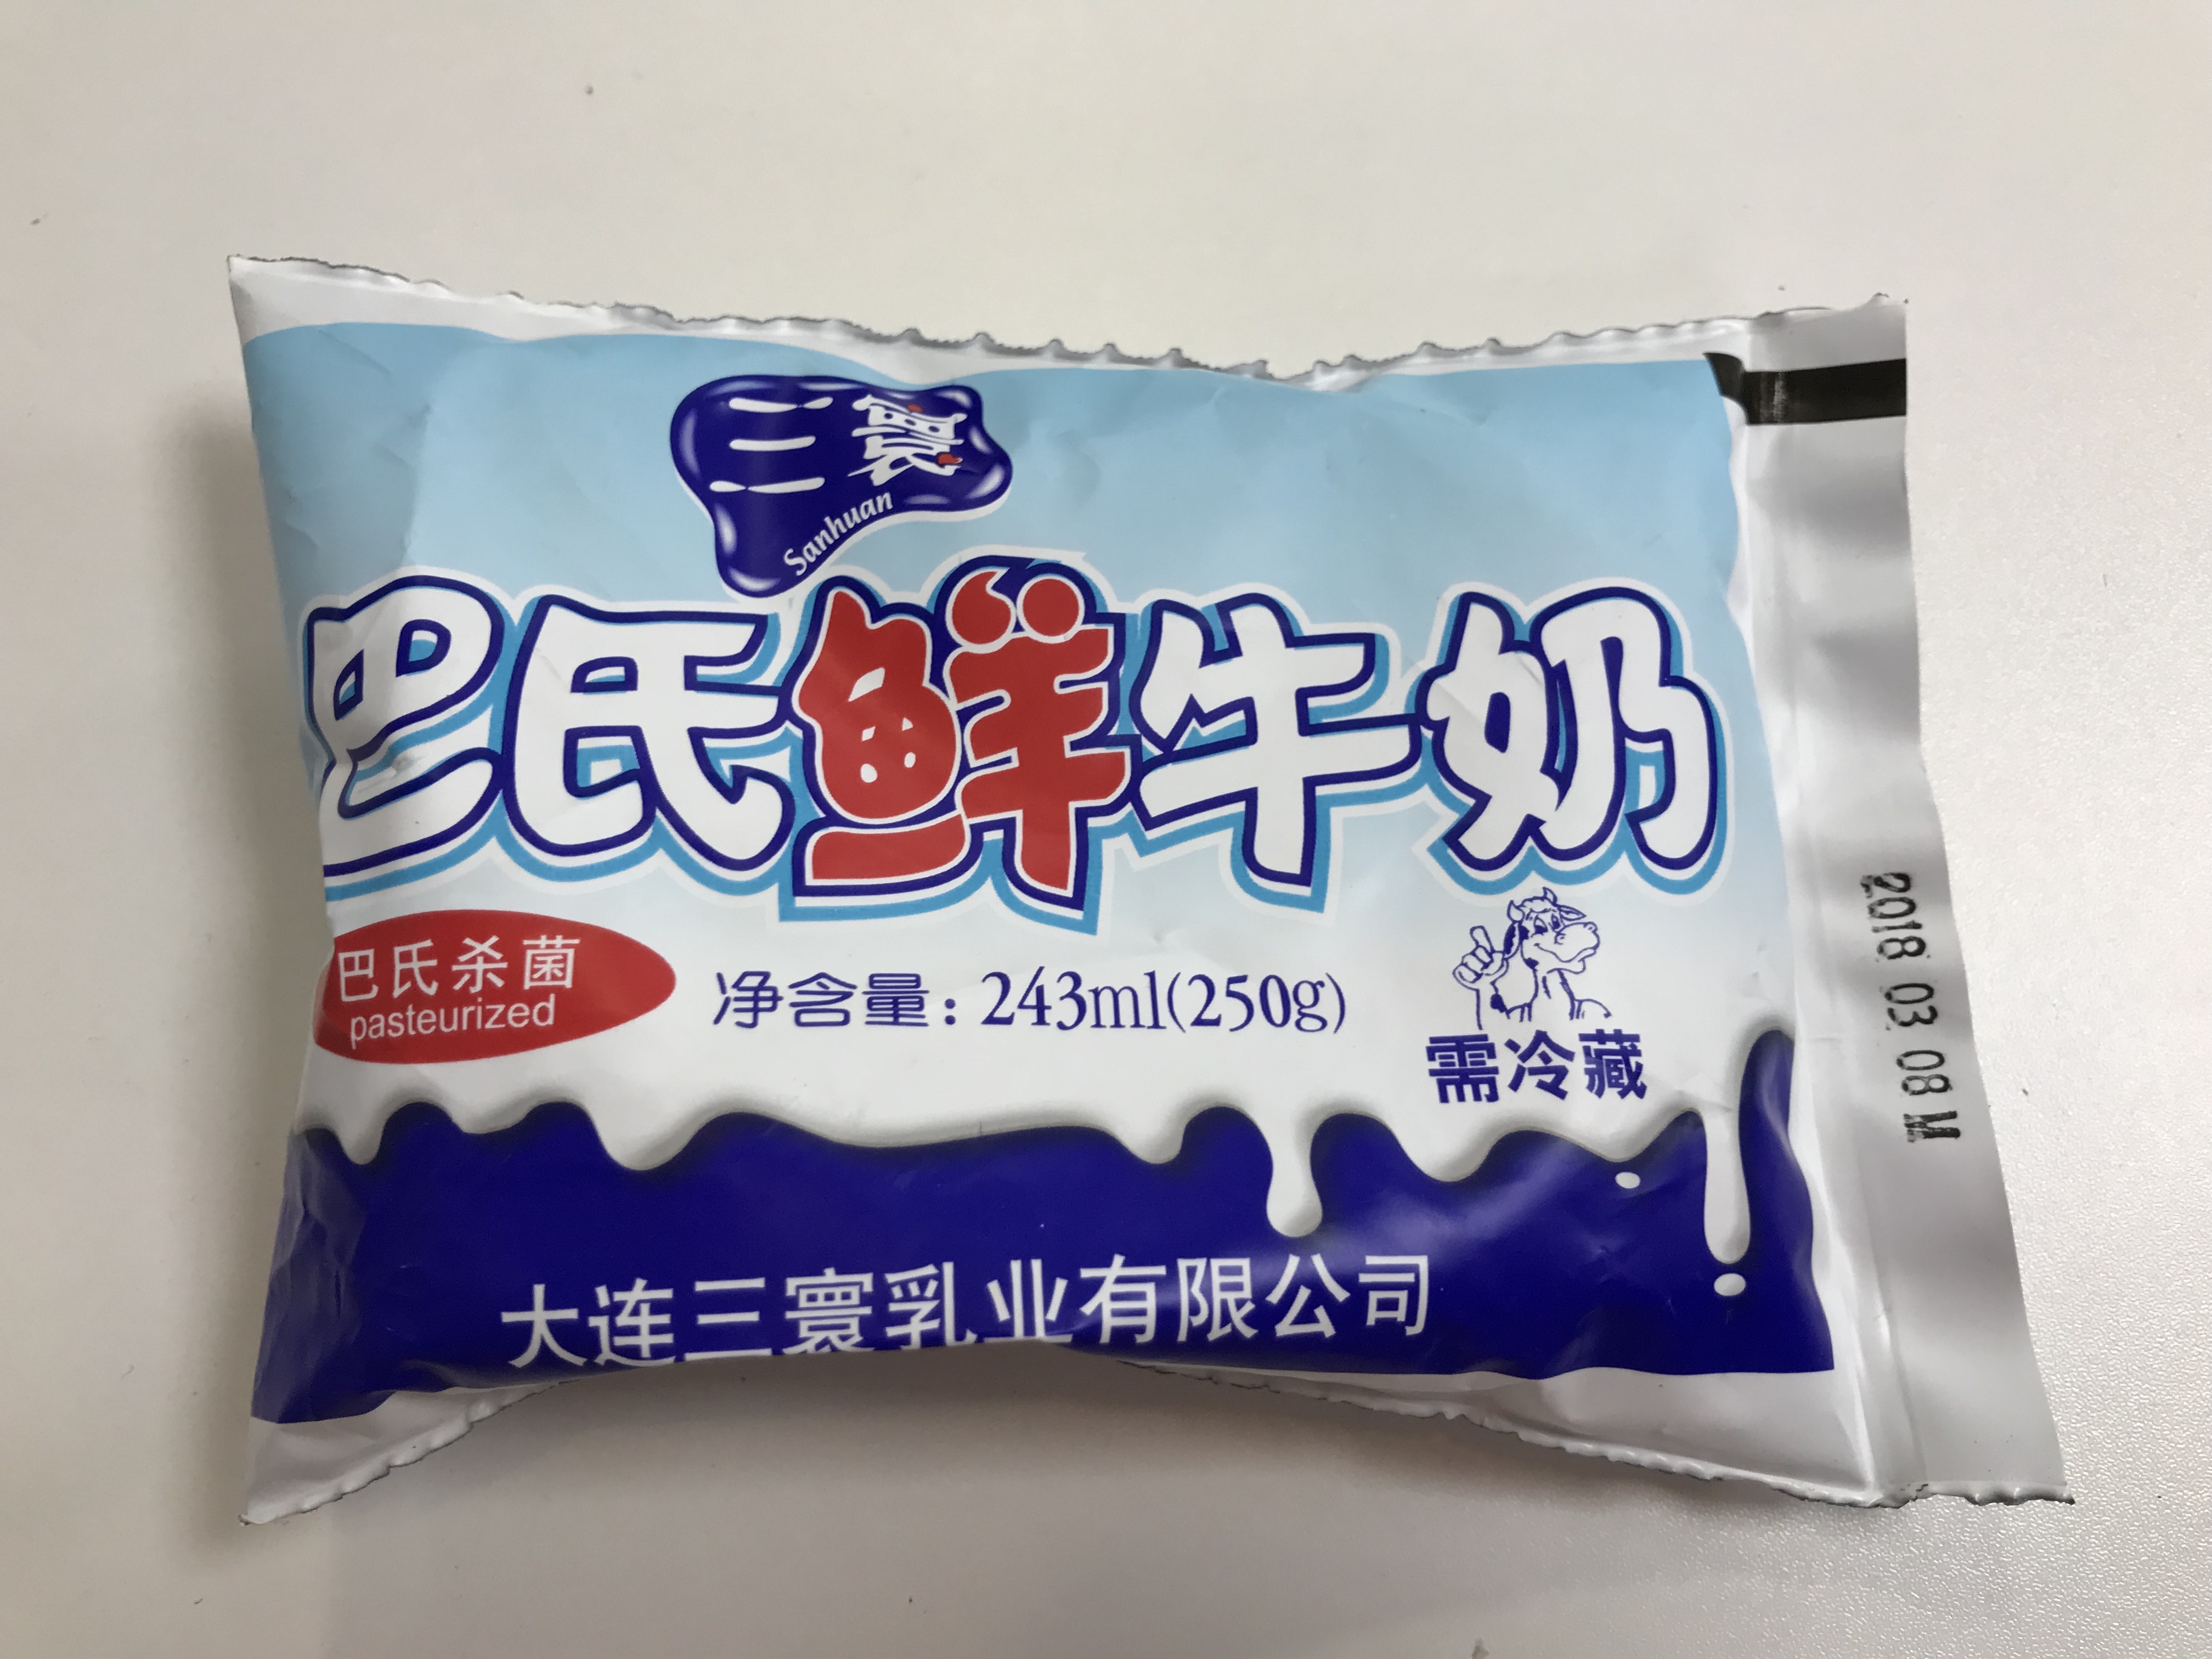 三寰
Sanhuan
巴氏鲜牛奶
巴氏杀菌
pasteurized
净含量：243ml(250g)
需冷藏
大连三寰乳业有限公司
2018 03 08 M